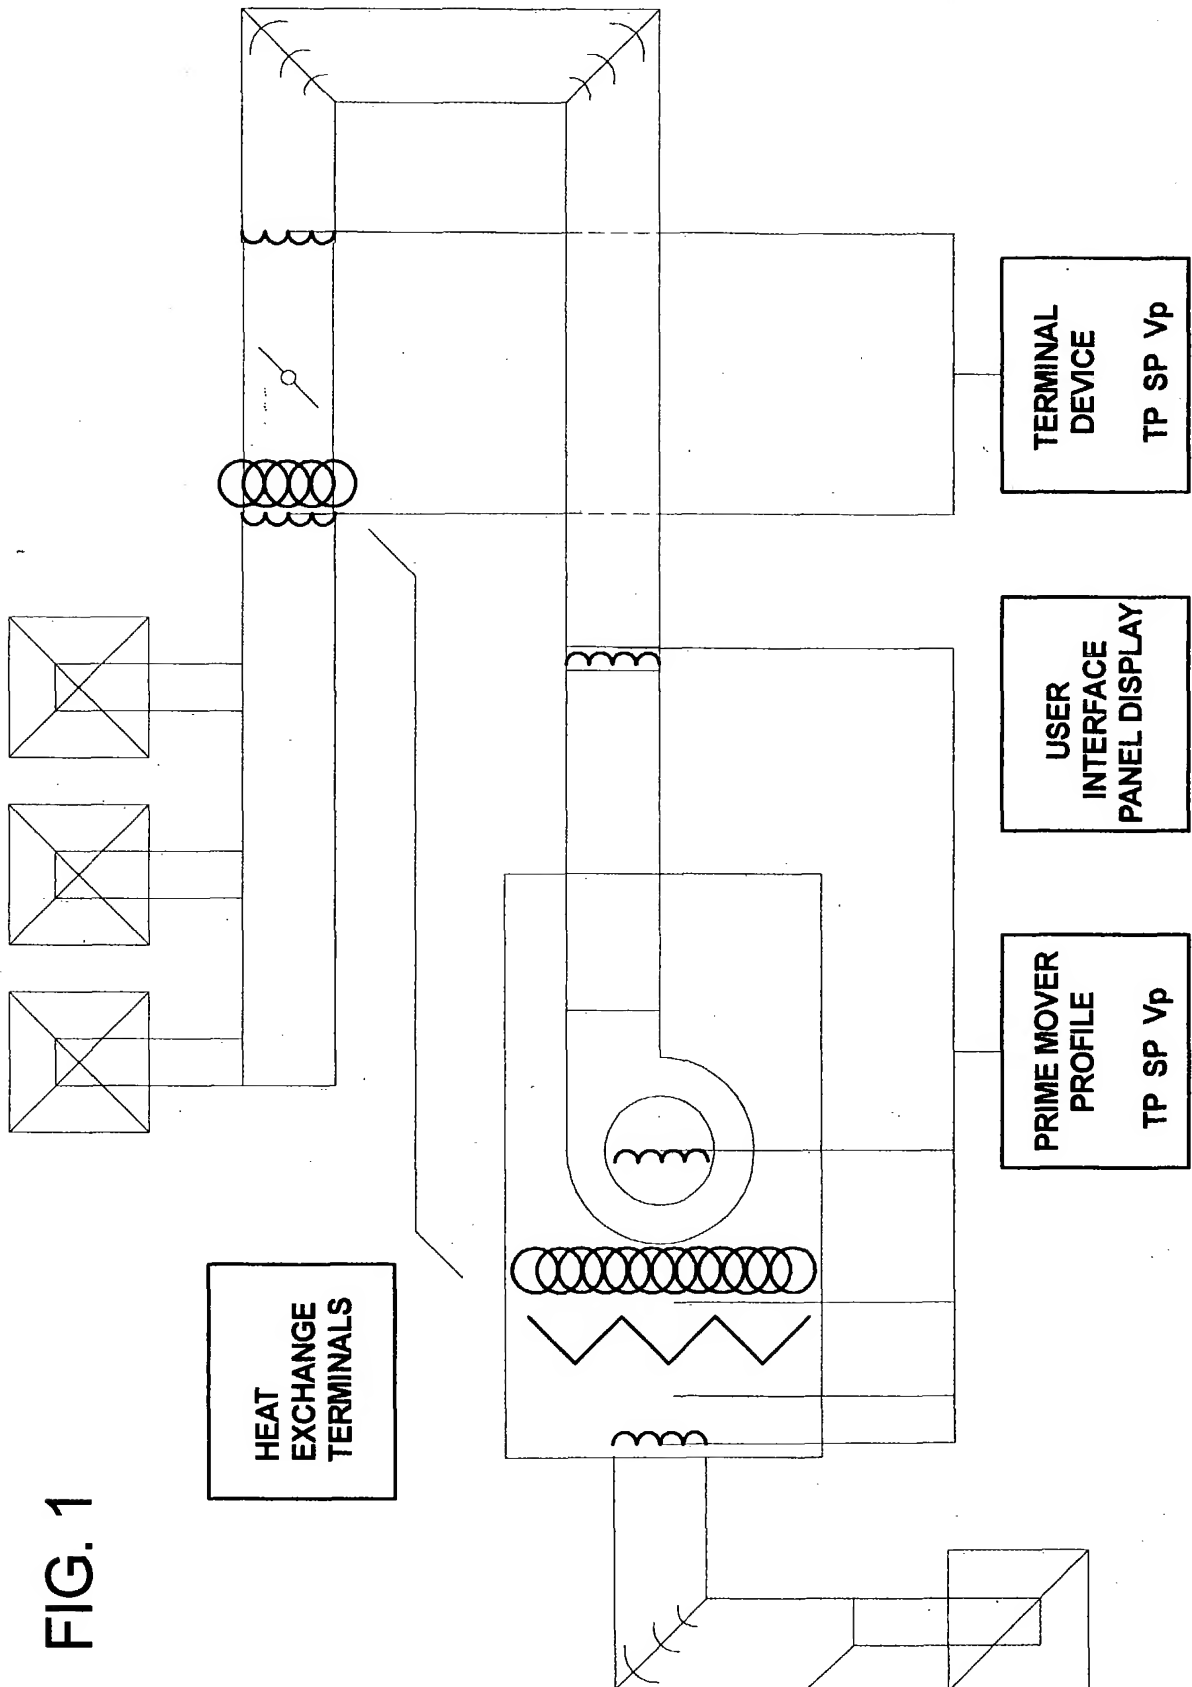 FIG. 1
HEAT
EXCHANGE
TERMINALS
PRIME MOVER
PROFILE
TP SP Vp
USER
INTERFACE
PANEL DISPLAY
TERMINAL
DEVICE
TP SP Vp